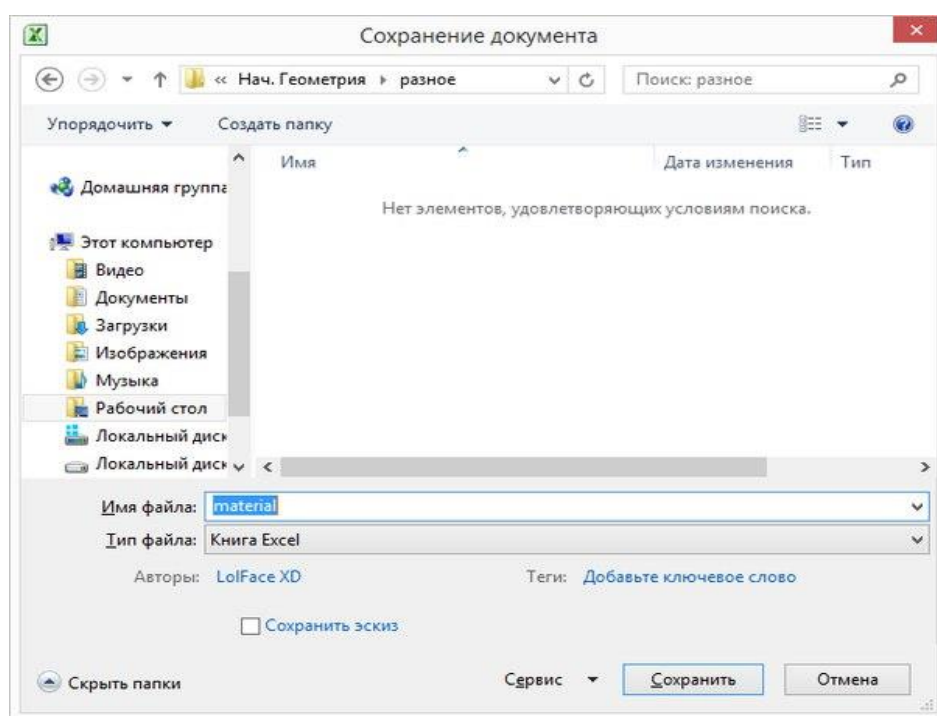 Сохранение документа
« Нач. Геометрия разное
Поиск: разное
Упорядочить Создать папку
Имя Дата изменения Тип
Нет элементов, удовлетворяющих условиям поиска.
Домашняя группа
Этот компьютер
Видео
Документы
Загрузки
Изображения
Музыка
Рабочий стол
Локальный диск
Локальный диск
Имя файла: material
Тип файла: Книга Excel
Авторы: LolFace XD Теги: Добавьте ключевое слово
Сохранить эскиз
Скрыть папки Сервис Сохранить Отмена